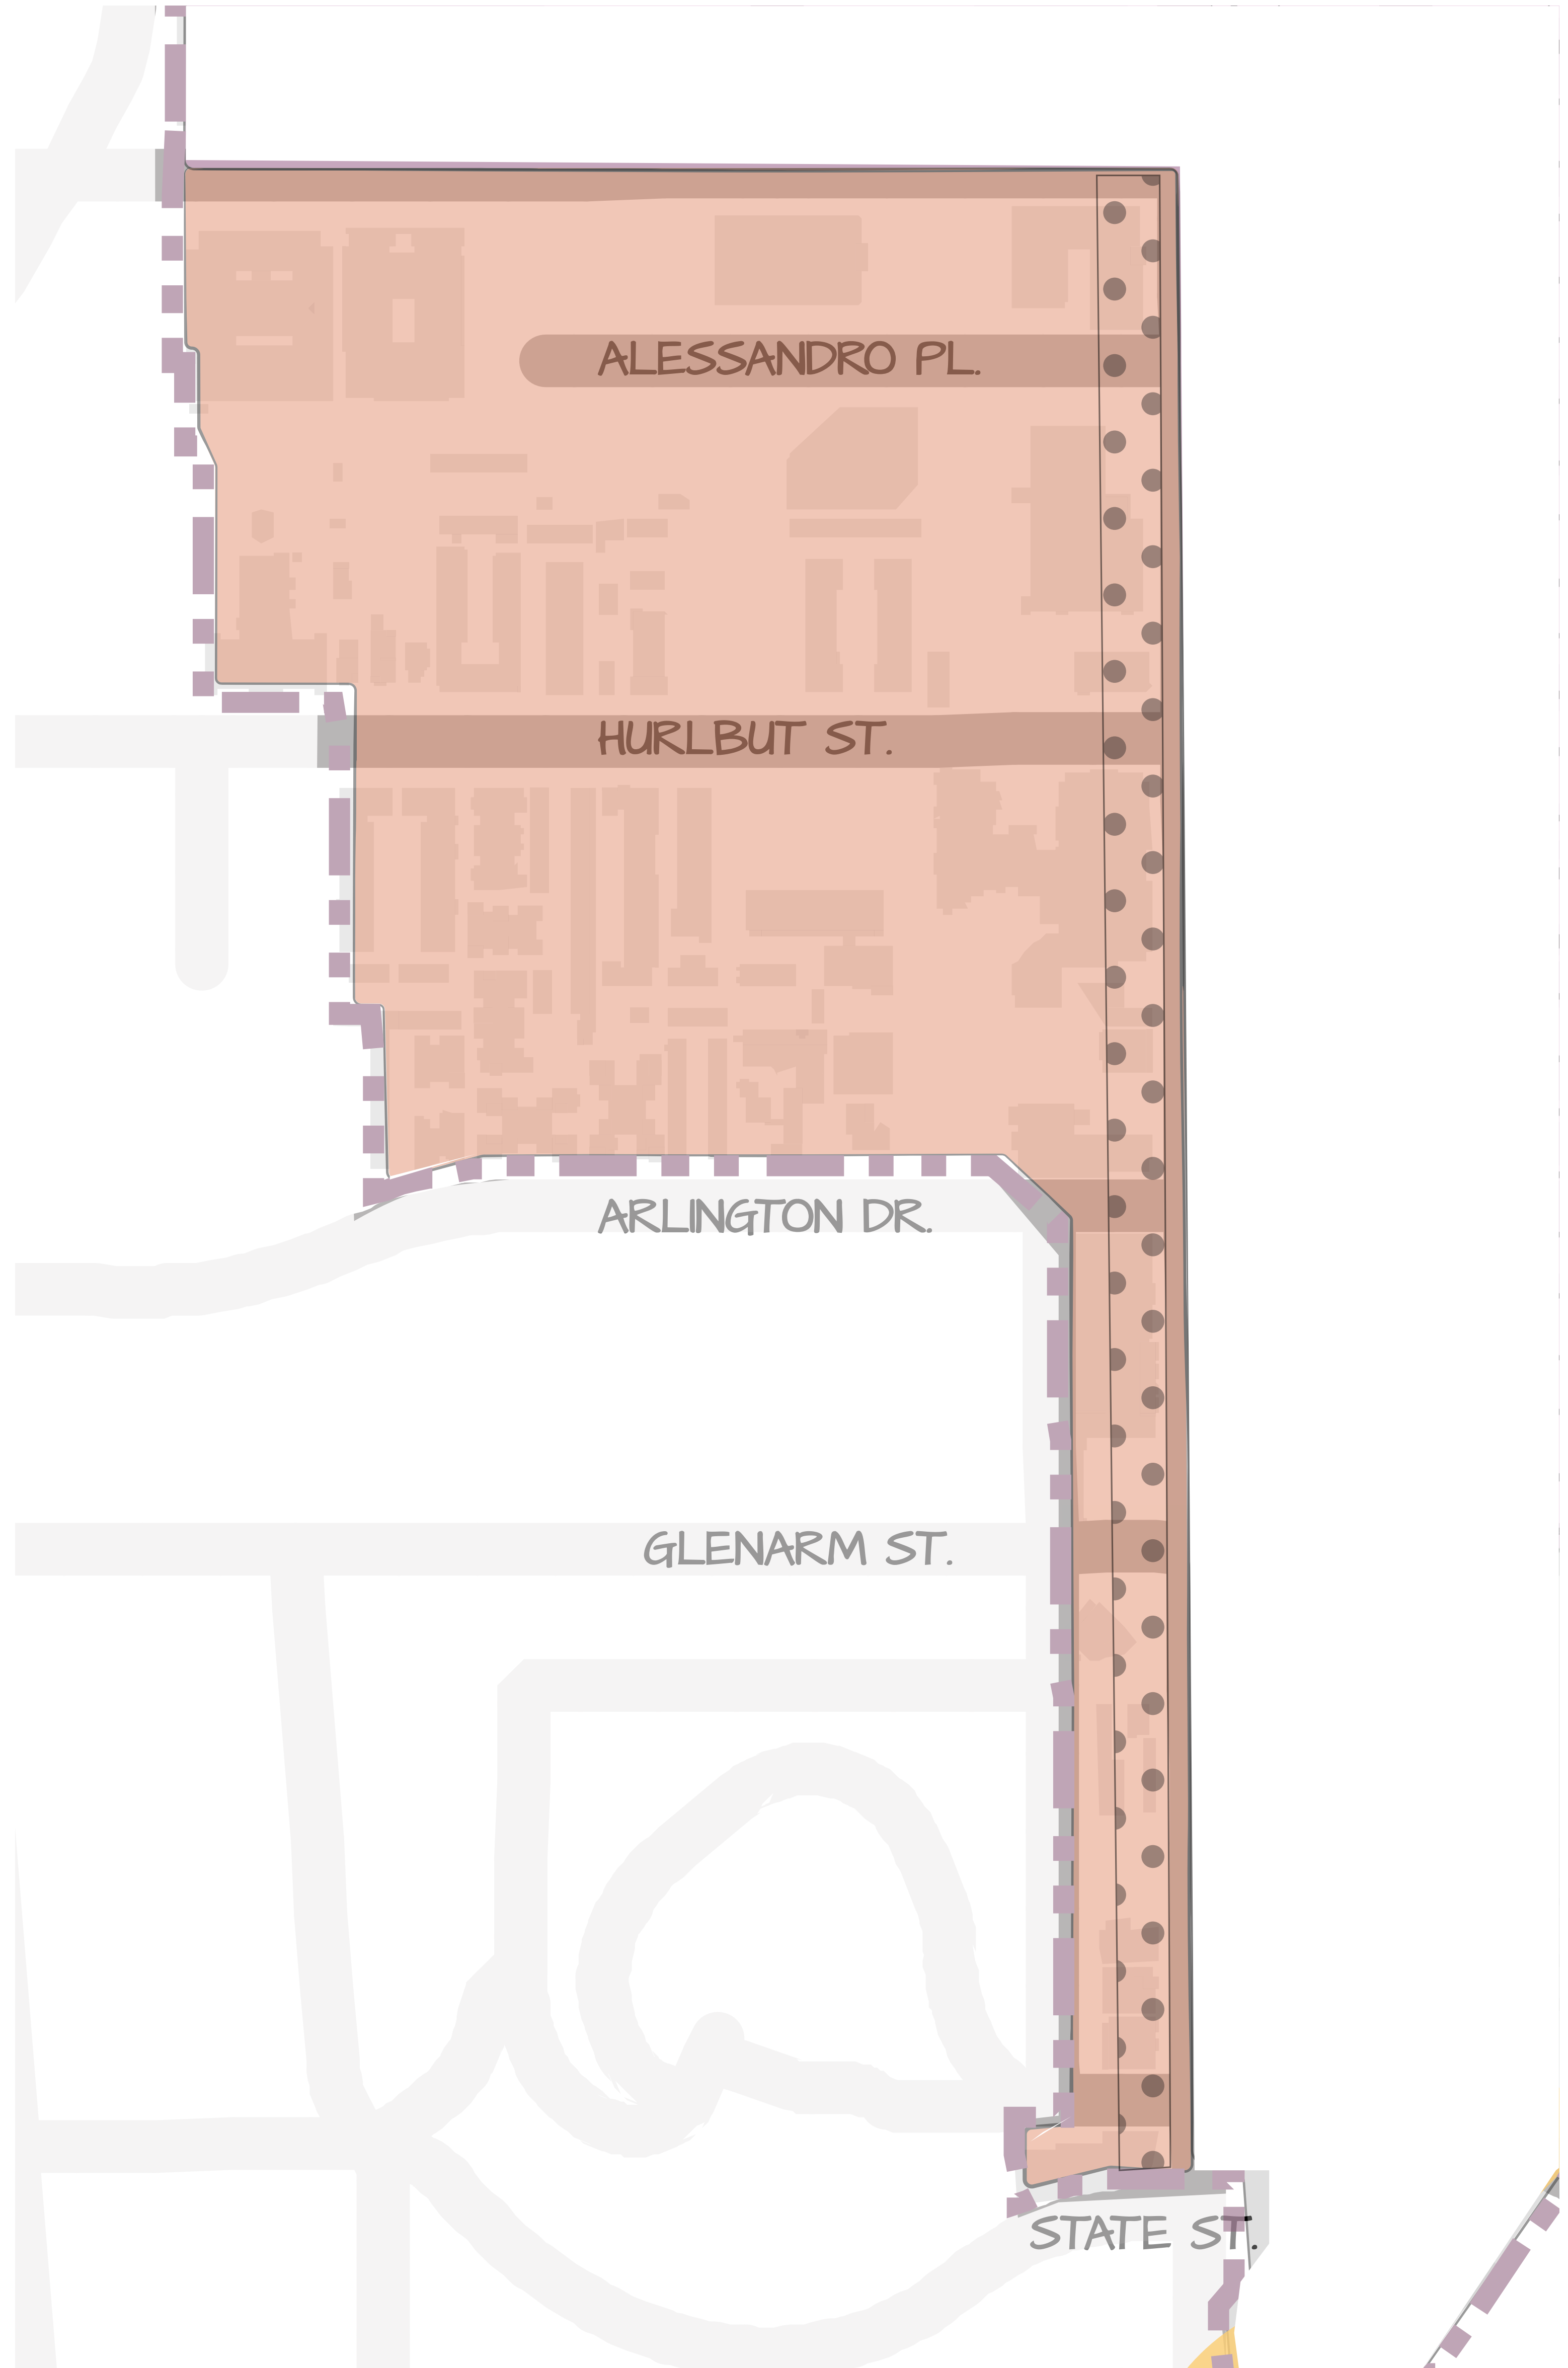 ALESSANDRO PL.
HURLBUT ST.
ARLINGTON DR.
GLENARM ST.
STATE ST.